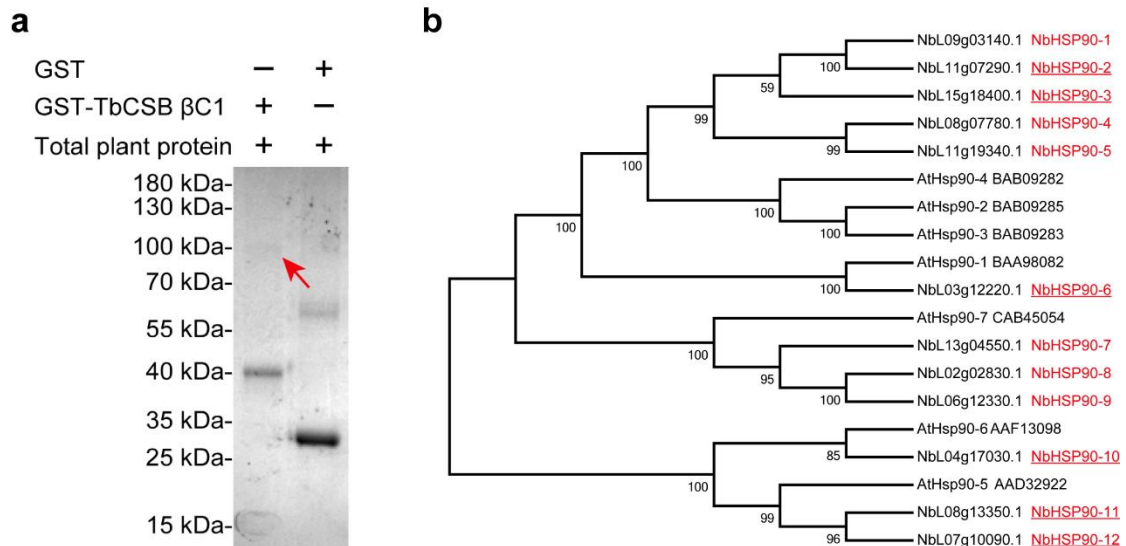 a
GST − +
GST-TbCSB βC1 + −
Total plant protein + +
180 kDa-
130 kDa-
100 kDa-
70 kDa-
55 kDa-
40 kDa-
35 kDa-
25 kDa-
15 kDa-
b
NbL09g03140.1 NbHSP90-1
100
NbL11g07290.1 NbHSP90-2
59
NbL15g18400.1 NbHSP90-3
99
NbL08g07780.1 NbHSP90-4
99
NbL11g19340.1 NbHSP90-5
100
AtHsp90-4 BAB09282
100
AtHsp90-2 BAB09285
100
AtHsp90-3 BAB09283
100
AtHsp90-1 BAA98082
100
NbL03g12220.1 NbHSP90-6
AtHsp90-7 CAB45054
100
NbL13g04550.1 NbHSP90-7
95
NbL02g02830.1 NbHSP90-8
100
NbL06g12330.1 NbHSP90-9
AtHsp90-6 AAF13098
85
NbL04g17030.1 NbHSP90-10
100
AtHsp90-5 AAD32922
99
NbL08g13350.1 NbHSP90-11
96
NbL07g10090.1 NbHSP90-12